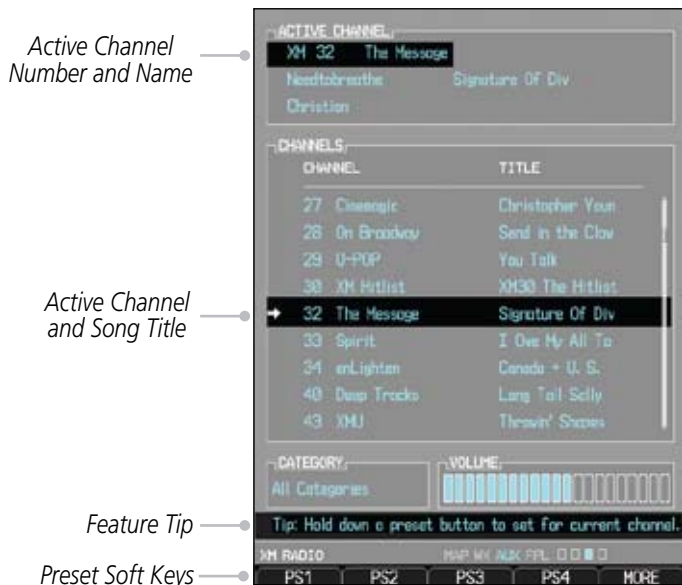 Active Channel
Number and Name
ACTIVE CHANNEL
XM 32 The Message
Needtobreathe Signature Of Div
Christian
CHANNELS
CHANNEL TITLE
27 Cinemagic Christopher Youn
28 On Broadway Send in the Clow
29 U-POP You Talk
30 XM Hitlist XM30 The Hitlist
Active Channel
and Song Title
32 The Message Signature Of Div
33 Spirit I Owe My All To
34 enLighten Canada + U. S.
40 Deep Tracks Long Tall Sally
43 XMU Throwin' Shapes
CATEGORY
All Categories
VOLUME
Feature Tip
Tip: Hold down a preset button to set for current channel.
XM RADIO MAP WX AUX FPL
Preset Soft Keys
PS1 PS2 PS3 PS4 MORE